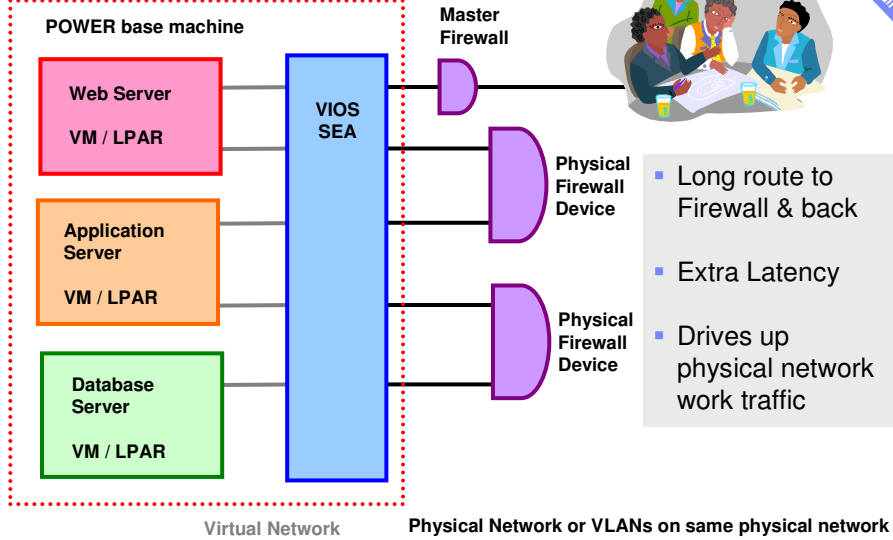 POWER base machine
Master
Firewall
Web Server
VM / LPAR
VIOS
SEA
Physical
Firewall
Device
Application
Server
VM / LPAR
Physical
Firewall
Device
Database
Server
VM / LPAR
Long route to
Firewall & back
Extra Latency
Drives up
physical network
work traffic
Virtual Network
Physical Network or VLANs on same physical network